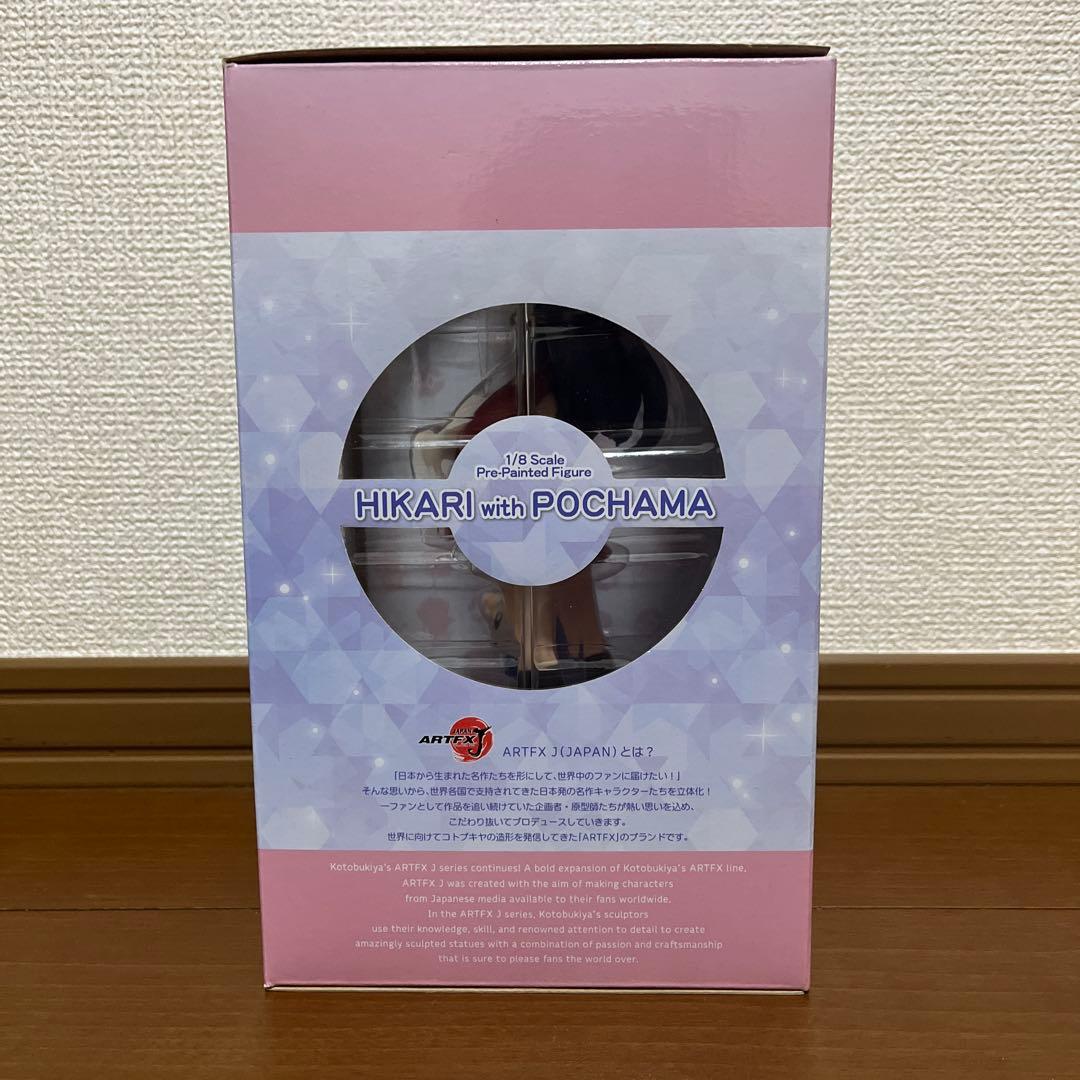 1/8 Scale
Pre-Painted Figure
HIKARI with POCHAMA
JAPAN
ARTFX J
ARTFX J(JAPAN)とは？
「日本から生まれた名作たちを形にして、世界中のファンに届けたい！」
そんな思いから、世界各国で支持されてきた日本発の名作キャラクターたちを立体化！
一ファンとして作品を追い続けていた企画者・原型師たちが熱い思いを込め、
こだわり抜いてプロデュースしていきます。
世界に向けてコトブキヤの造形を発信してきた「ARTFX」のブランドです。
Kotobukiya's ARTFX J series continues! A bold expansion of Kotobukiya's ARTFX line,
ARTFX J was created with the aim of making characters
from Japanese media available to their fans worldwide.
In the ARTFX J series, Kotobukiya's sculptors
use their knowledge, skill, and renowned attention to detail to create
amazingly sculpted statues with a combination of passion and craftsmanship
that is sure to please fans the world over.